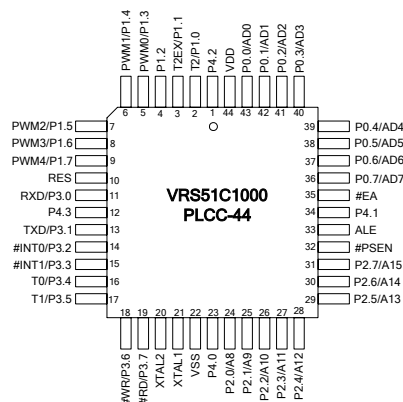 PWM1/P1.4
PWM0/P1.3
P1.2
T2EX/P1.1
T2/P1.0
P4.2
VDD
P0.0/AD0
P0.1/AD1
P0.2/AD2
P0.3/AD3
6 5 4 3 2 1 44 43 42 41 40
PWM2/P1.5 7
PWM3/P1.6 8
PWM4/P1.7 9
RES 10
RXD/P3.0 11
P4.3 12
TXD/P3.1 13
#INT0/P3.2 14
#INT1/P3.3 15
T0/P3.4 16
T1/P3.5 17
VRS51C1000
PLCC-44
39 P0.4/AD4
38 P0.5/AD5
37 P0.6/AD6
36 P0.7/AD7
35 #EA
34 P4.1
33 ALE
32 #PSEN
31 P2.7/A15
30 P2.6/A14
29 P2.5/A13
18 19 20 21 22 23 24 25 26 27 28
#WR/P3.6
#RD/P3.7
XTAL2
XTAL1
VSS
P4.0
P2.0/A8
P2.1/A9
P2.2/A10
P2.3/A11
P2.4/A12